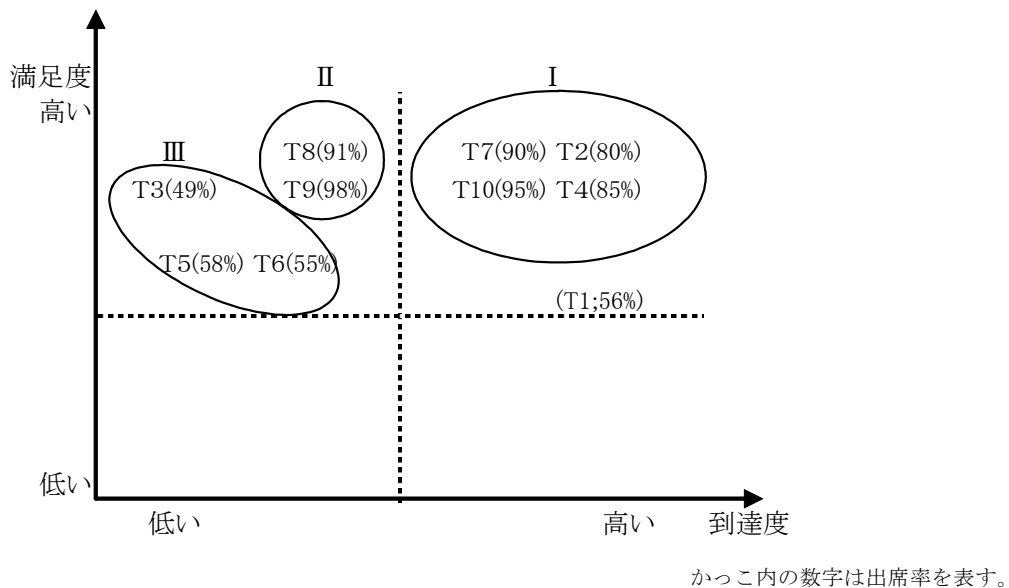 満足度
高い
Ⅱ
Ⅰ
Ⅲ
T8(91%)
T7(90%) T2(80%)
T3(49%)
T9(98%)
T10(95%) T4(85%)
T5(58%) T6(55%)
(T1;56%)
低い
低い
高い
到達度
かっこ内の数字は出席率を表す。